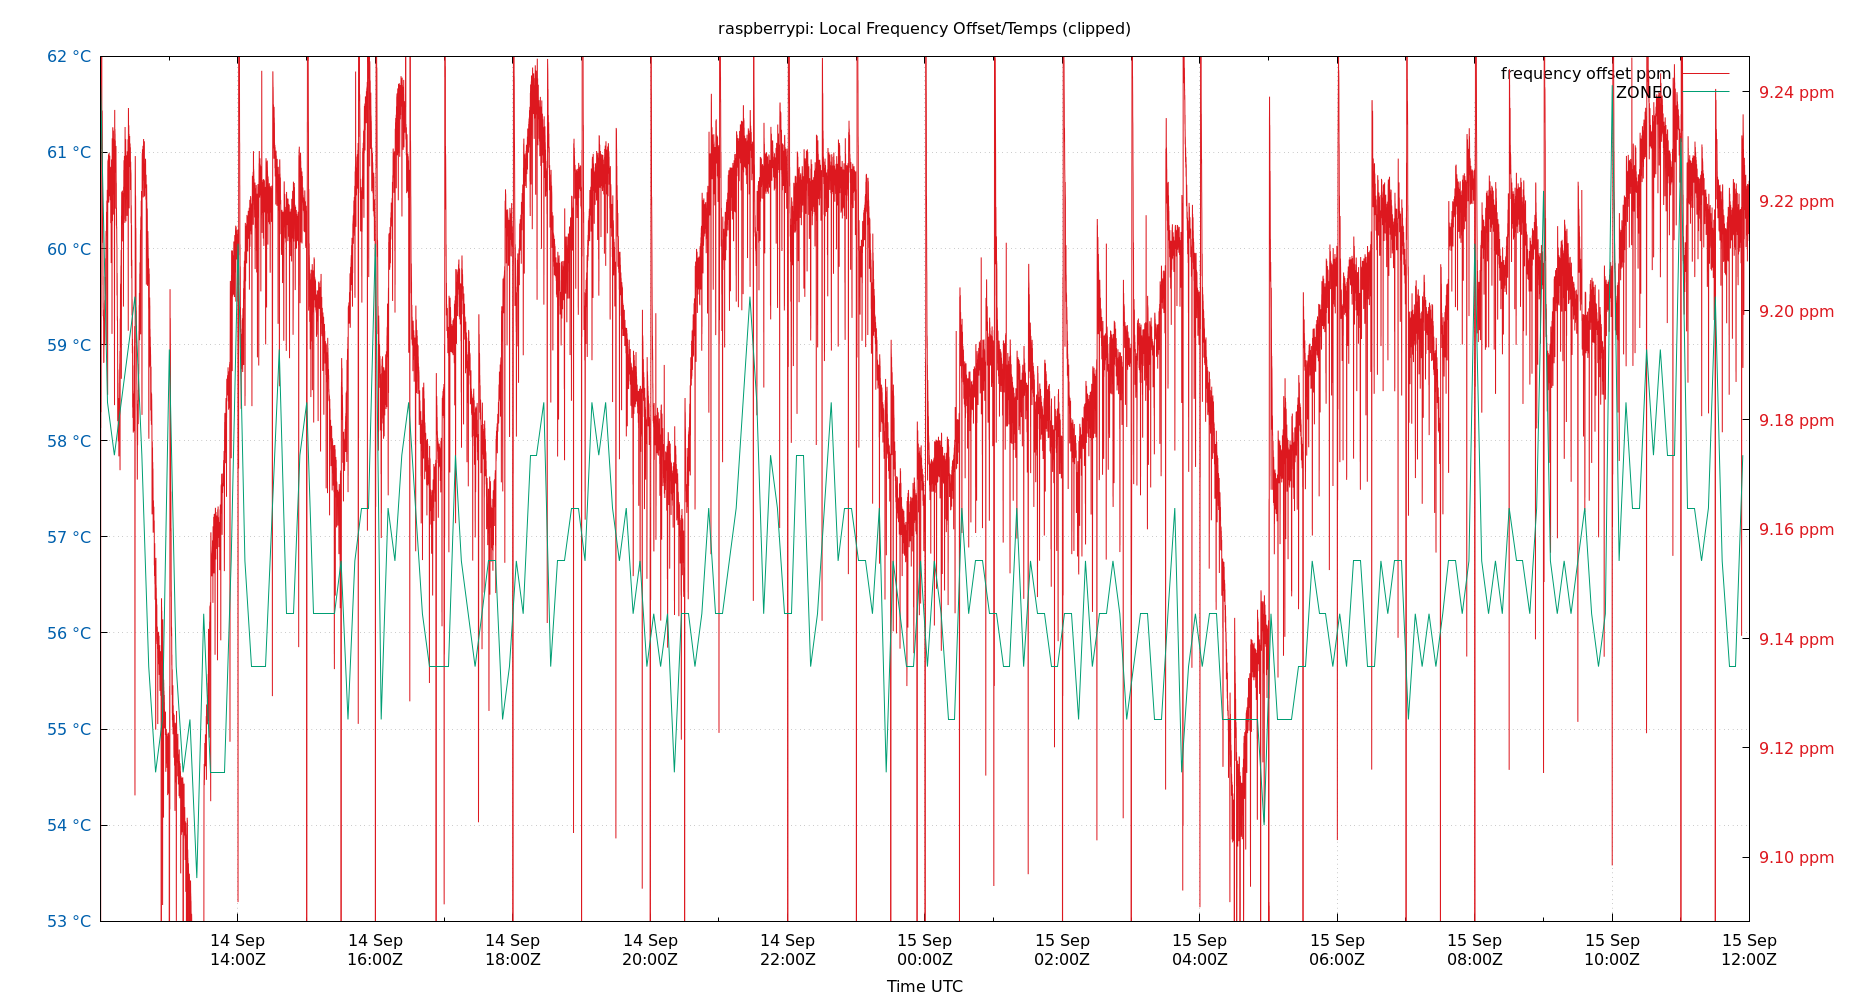 raspberrypi: Local Frequency Offset/Temps (clipped)
62 °C
61 °C
60 °C
59 °C
58 °C
57 °C
56 °C
55 °C
54 °C
53 °C
frequency offset ppm
ZONE0
9.24 ppm
9.22 ppm
9.20 ppm
9.18 ppm
9.16 ppm
9.14 ppm
9.12 ppm
9.10 ppm
14 Sep
14:00Z
14 Sep
16:00Z
14 Sep
18:00Z
14 Sep
20:00Z
14 Sep
22:00Z
15 Sep
00:00Z
15 Sep
02:00Z
15 Sep
04:00Z
15 Sep
06:00Z
15 Sep
08:00Z
15 Sep
10:00Z
15 Sep
12:00Z
Time UTC